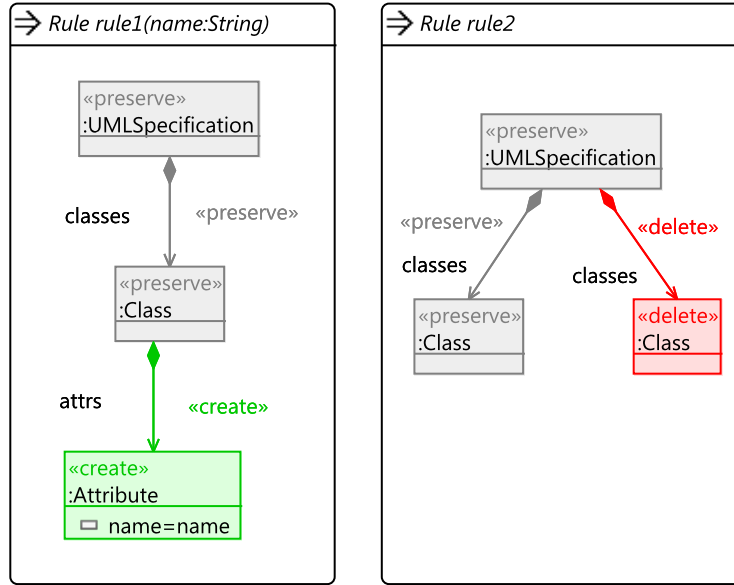 Rule rule1(name:String)
«preserve»
:UMLSpecification
classes
«preserve»
«preserve»
:Class
attrs
«create»
«create»
:Attribute
name=name
Rule rule2
«preserve»
:UMLSpecification
«preserve»
classes
«delete»
classes
«preserve»
:Class
«delete»
:Class